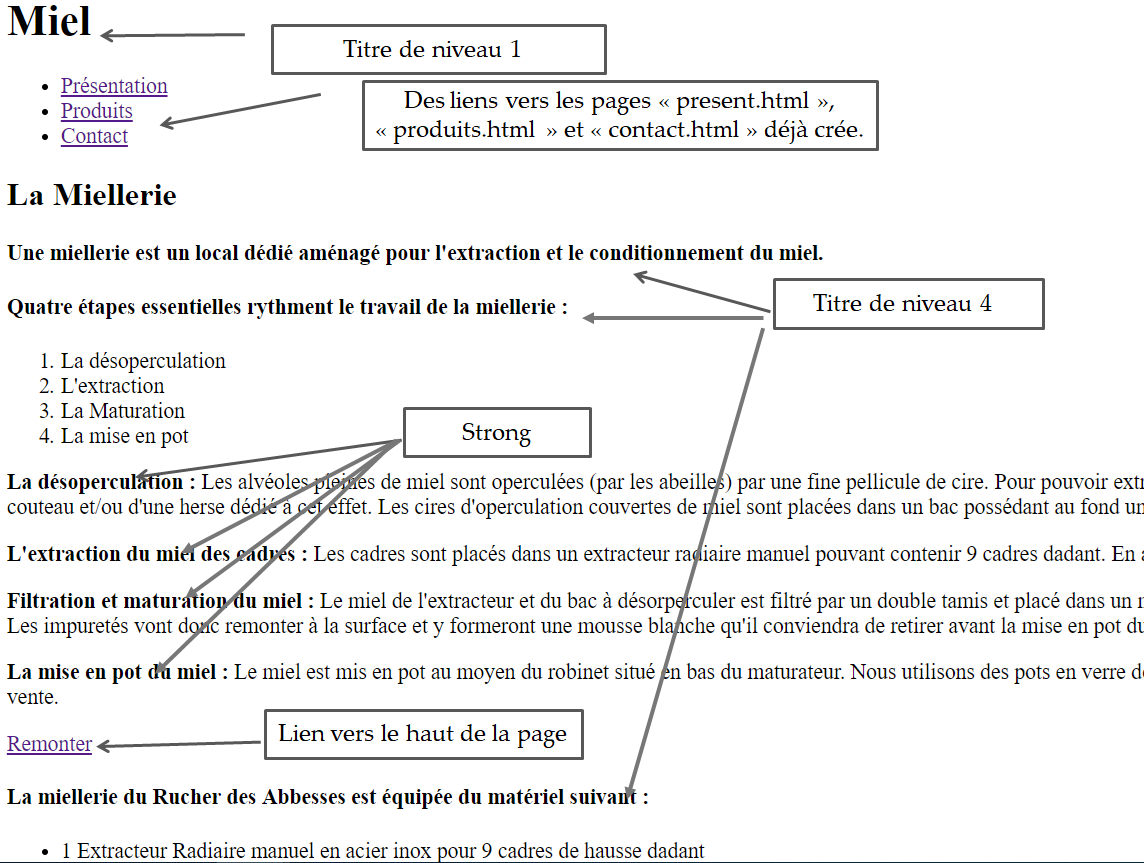 Miel
Titre de niveau 1
Présentation
Produits
Contact
Des liens vers les pages « present.html »,
« produits.html » et « contact.html » déjà crée.
La Miellerie
Une miellerie est un local dédié aménagé pour l'extraction et le conditionnement du miel.
Quatre étapes essentielles rythment le travail de la miellerie :
Titre de niveau 4
1. La désoperculation
2. L'extraction
3. La Maturation
4. La mise en pot
Strong
La désoperculation : Les alvéoles pleines de miel sont operculées (par les abeilles) par une fine pellicule de cire. Pour pouvoir extr
couteau et/ou d'une herse dédié à cet effet. Les cires d'operculation couvertes de miel sont placées dans un bac possédant au fond un
L'extraction du miel des cadres : Les cadres sont placés dans un extracteur radiaire manuel pouvant contenir 9 cadres dadant. En a
Filtration et maturation du miel : Le miel de l'extracteur et du bac à désorperculer est filtré par un double tamis et placé dans un m
Les impuretés vont donc remonter à la surface et y formeront une mousse blanche qu'il conviendra de retirer avant la mise en pot du
La mise en pot du miel : Le miel est mis en pot au moyen du robinet situé en bas du maturateur. Nous utilisons des pots en verre de
vente.
Remonter
Lien vers le haut de la page
La miellerie du Rucher des Abbesses est équipée du matériel suivant :
1 Extracteur Radiaire manuel en acier inox pour 9 cadres de hausse dadant